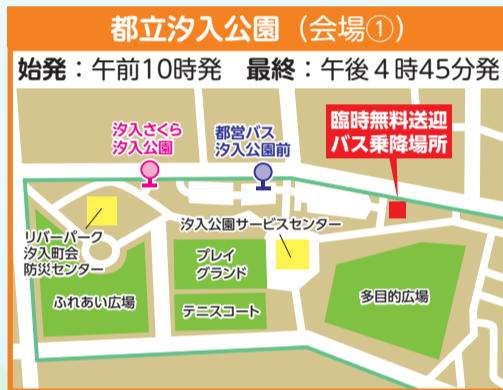 都立汐入公園（会場①）
始発：午前10時発 最終：午後４時45分発
汐入さくら
汐入公園
都営バス
汐入公園前
臨時無料送迎
バス乗降場所
リバーパーク
汐入町会
防災センター
汐入公園サービスセンター
プレイ
グランド
ふれあい広場
テニスコート
多目的広場